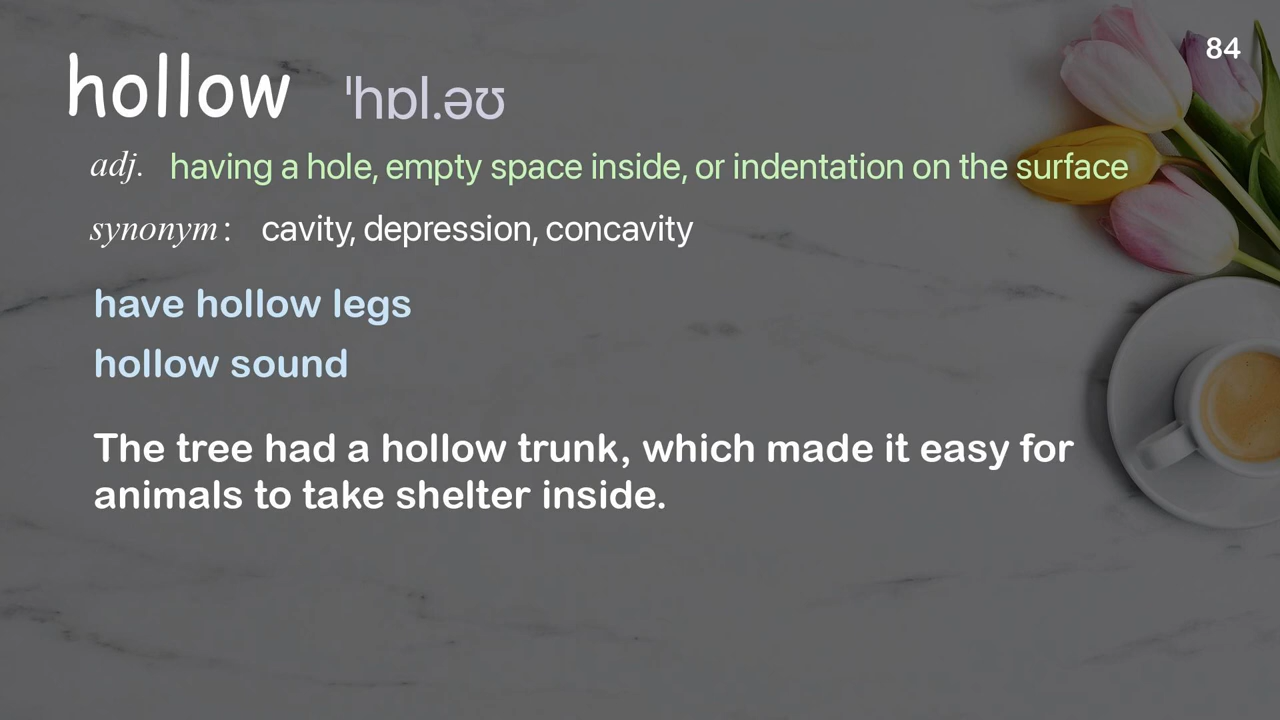 84
hollow ˈhɒl.əʊ
adj. having a hole, empty space inside, or indentation on the surface
synonym: cavity, depression, concavity
have hollow legs
hollow sound
The tree had a hollow trunk, which made it easy for
animals to take shelter inside.